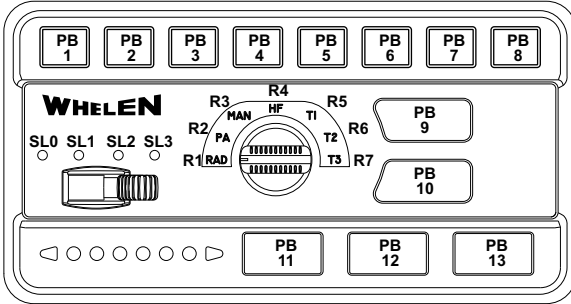 PB 1 PB 2 PB 3 PB 4 PB 5 PB 6 PB 7 PB 8
WHELEN
SL0 SL1 SL2 SL3
R1 R2 R3 R4 R5 R6 R7
RAD PA MAN HF T1 T2 T3
PB 9
PB 10
PB 11 PB 12 PB 13